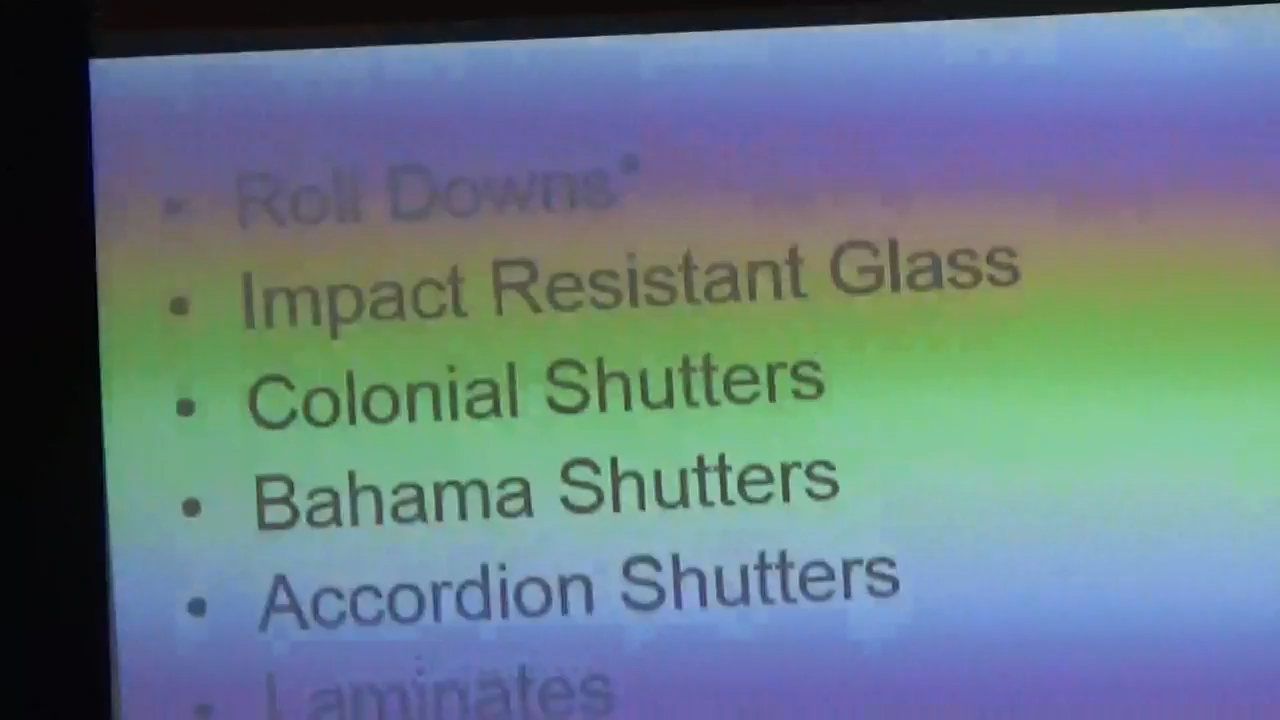 • Roll Downs*
• Impact Resistant Glass
• Colonial Shutters
• Bahama Shutters
• Accordion Shutters
• Laminates